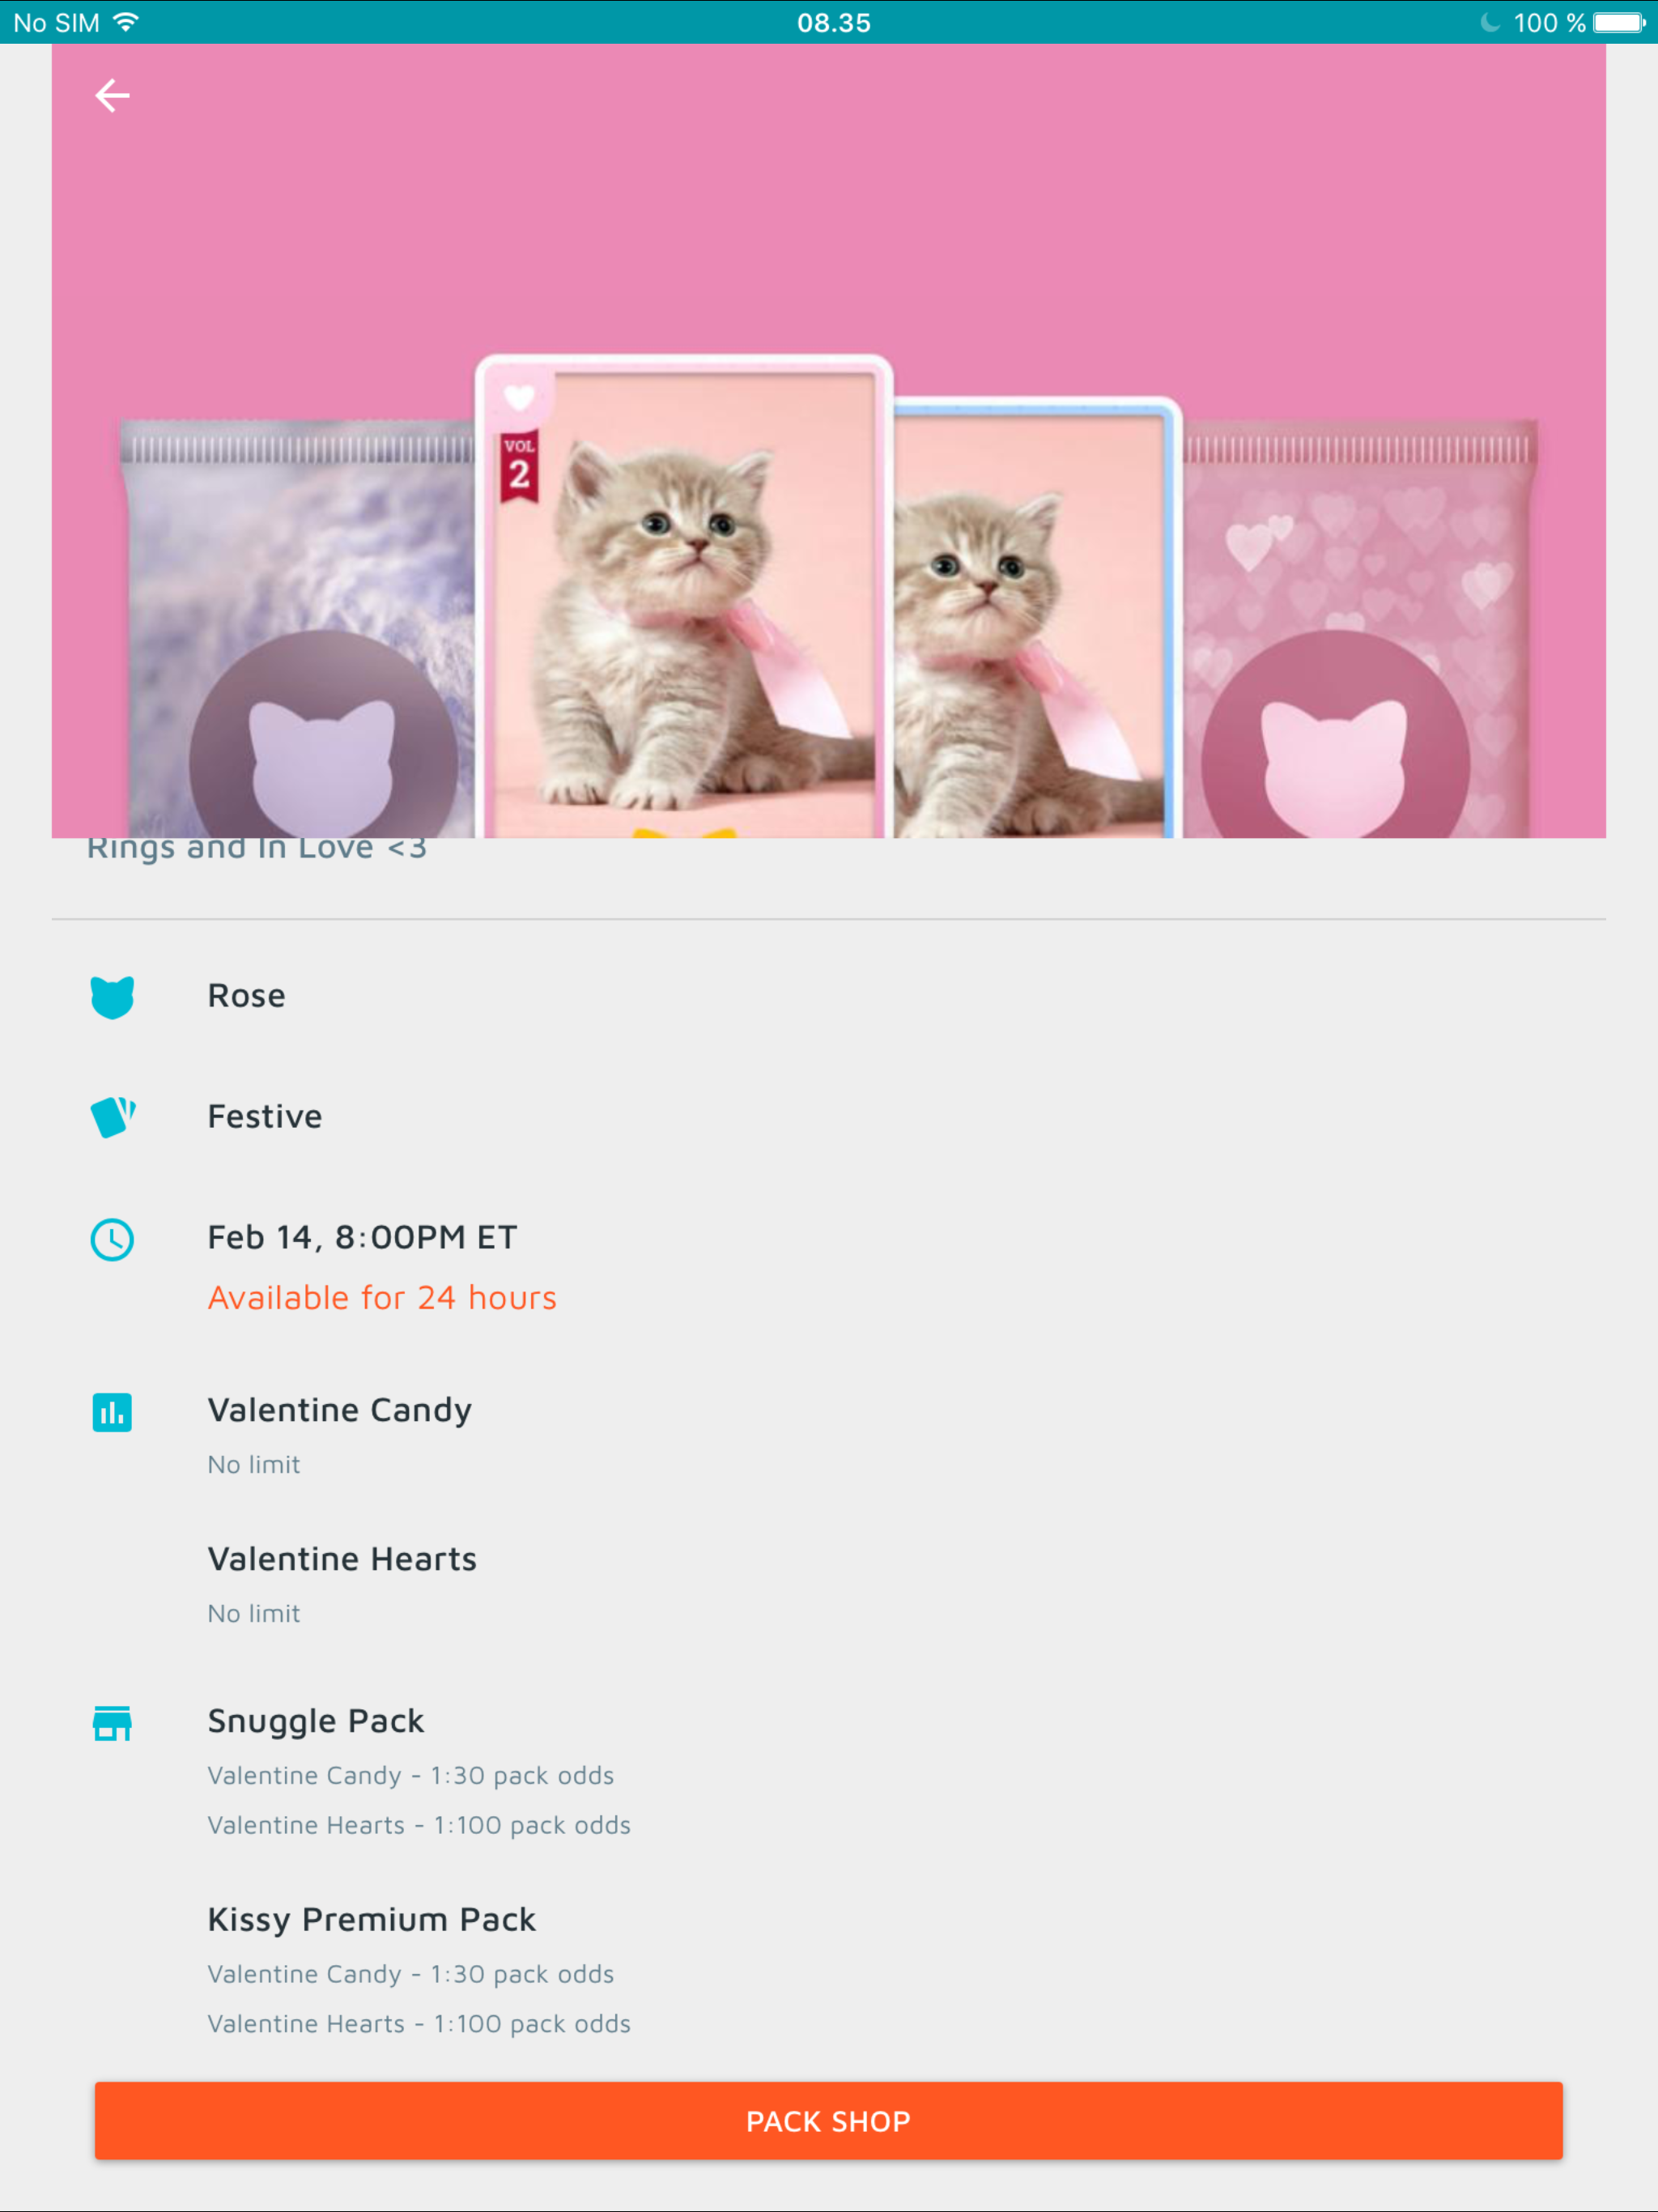 No SIM 08.35 100 %
VOL
2
Rings and In Love <3
Rose
Festive
Feb 14, 8:00PM ET
Available for 24 hours
Valentine Candy
No limit
Valentine Hearts
No limit
Snuggle Pack
Valentine Candy - 1:30 pack odds
Valentine Hearts - 1:100 pack odds
Kissy Premium Pack
Valentine Candy - 1:30 pack odds
Valentine Hearts - 1:100 pack odds
PACK SHOP